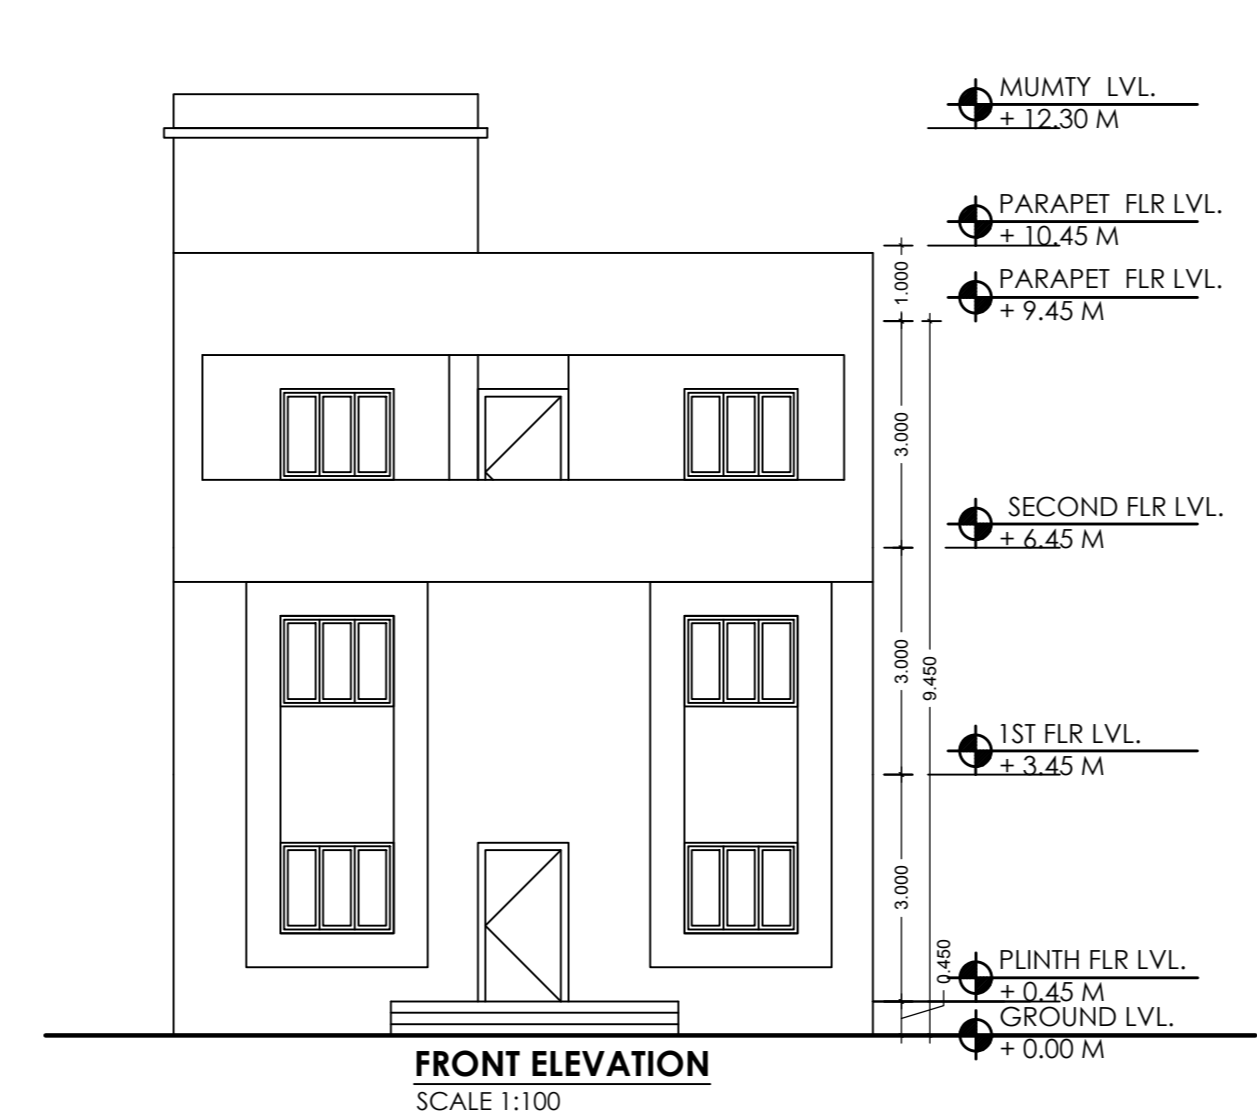 MUMTY LVL.
+ 12.30 M
PARAPET FLR LVL.
+ 10.45 M
1.000
PARAPET FLR LVL.
+ 9.45 M
3.000
SECOND FLR LVL.
+ 6.45 M
3.000
9.450
1ST FLR LVL.
+ 3.45 M
3.000
0.450
PLINTH FLR LVL.
+ 0.45 M
GROUND LVL.
+ 0.00 M
FRONT ELEVATION
SCALE 1:100